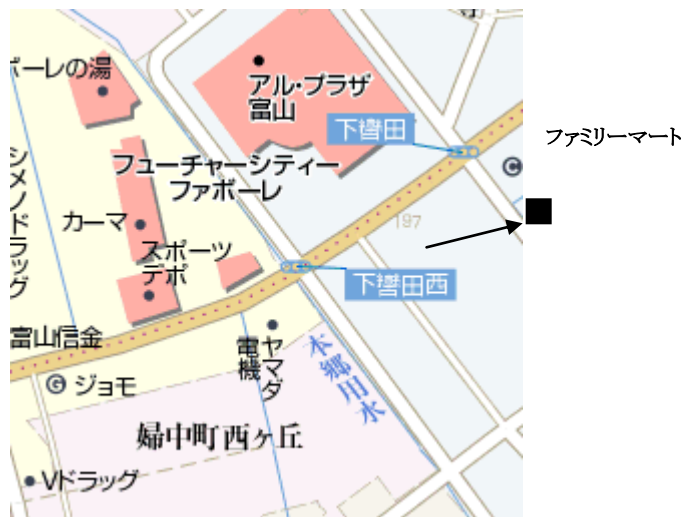 ボーレの湯
アル・プラザ
富山
下轡田
ファミリーマート
フューチャーシティー
ファボーレ
シメノドラッグ
カーマ
スポーツ
デポ
197
下轡田西
富山信金
ヤマダ
電機
本郷用水
ジョモ
婦中町西ヶ丘
Vドラッグ